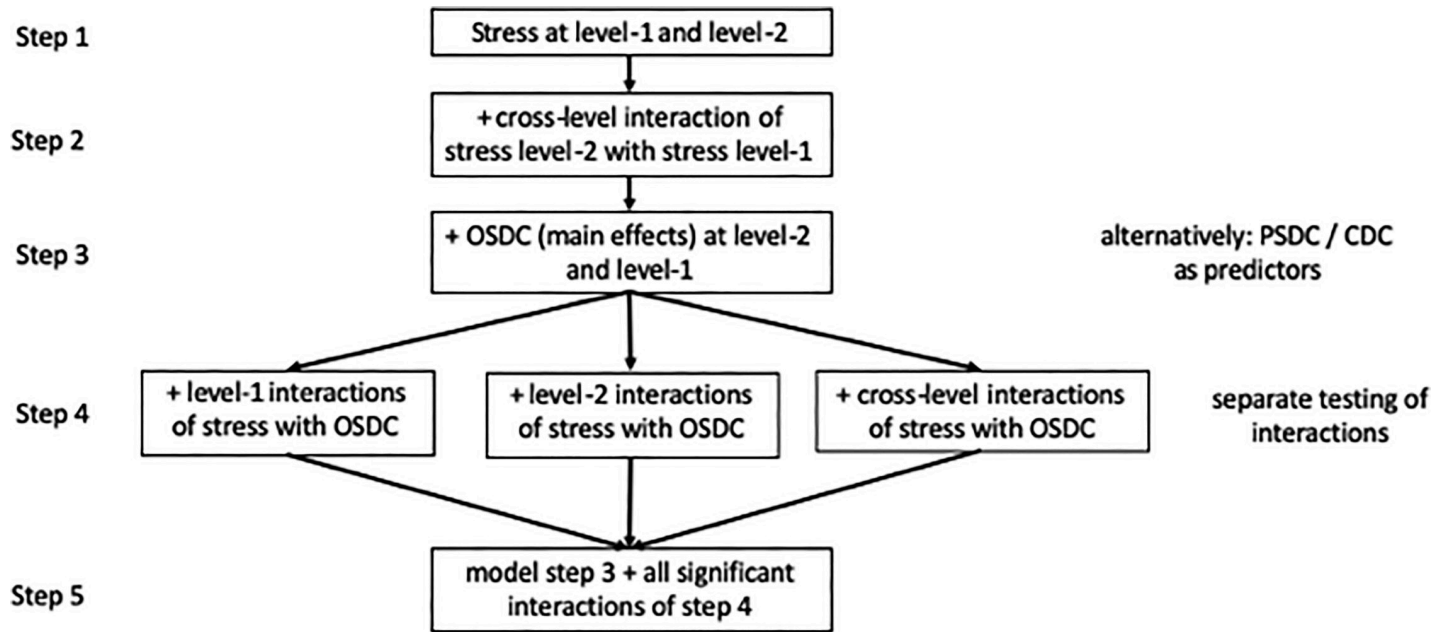 Step 1
Stress at level-1 and level-2
Step 2
+ cross-level interaction of
stress level-2 with stress level-1
Step 3
+ OSDC (main effects) at level-2
and level-1
alternatively: PSDC / CDC
as predictors
Step 4
+ level-1 interactions
of stress with OSDC
+ level-2 interactions
of stress with OSDC
+ cross-level interactions
of stress with OSDC
separate testing of
interactions
Step 5
model step 3 + all significant
interactions of step 4